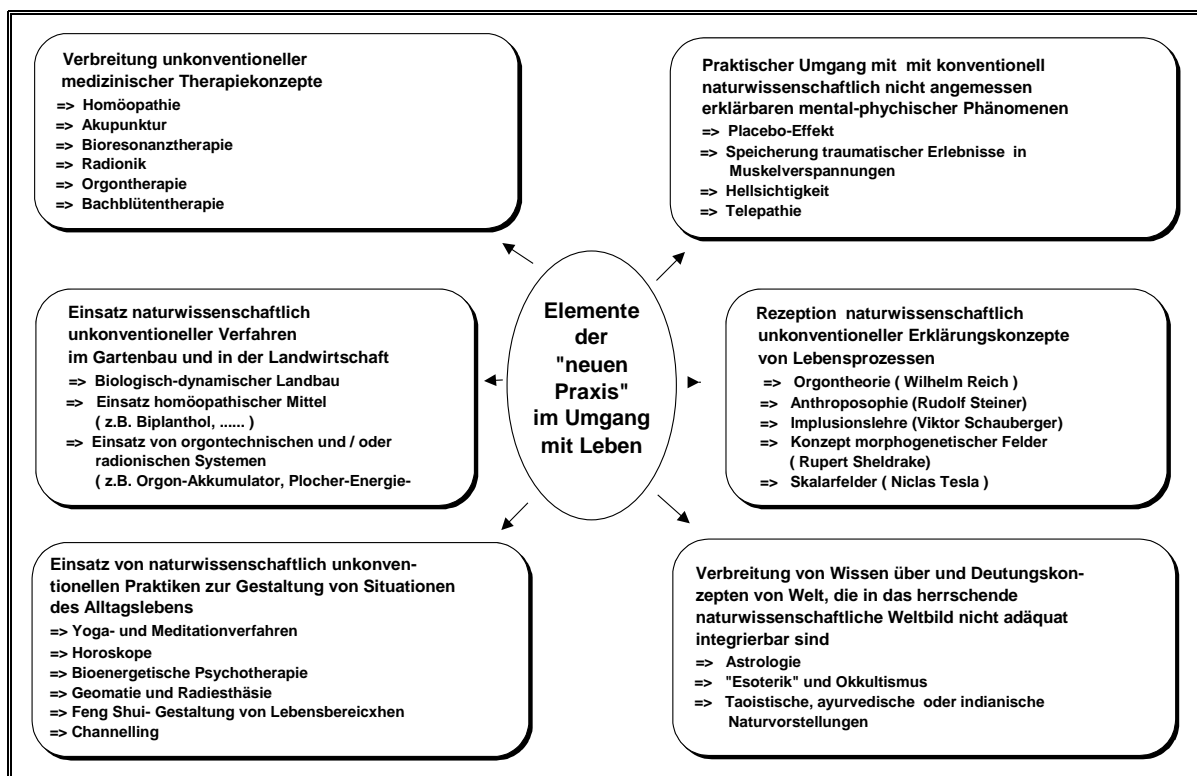 Verbreitung unkonventioneller
medizinischer Therapiekonzepte
=> Homöopathie
=> Akupunktur
=> Bioresonanztherapie
=> Radionik
=> Orgontherapie
=> Bachblütentherapie
Praktischer Umgang mit mit konventionell
naturwissenschaftlich nicht angemessen
erklärbaren mental-phychischer Phänomenen
=> Placebo-Effekt
=> Speicherung traumatischer Erlebnisse in
Muskelverspannungen
=> Hellsichtigkeit
=> Telepathie
Einsatz naturwissenschaftlich
unkonventioneller Verfahren
im Gartenbau und in der Landwirtschaft
=> Biologisch-dynamischer Landbau
=> Einsatz homöopathischer Mittel
( z.B. Biplanthol, ...... )
=> Einsatz von orgontechnischen und / oder
radionischen Systemen
( z.B. Orgon-Akkumulator, Plocher-Energie-
Elemente
der
"neuen
Praxis"
im Umgang
mit Leben
Rezeption naturwissenschaftlich
unkonventioneller Erklärungskonzepte
von Lebensprozessen
=> Orgontheorie ( Wilhelm Reich )
=> Anthroposophie (Rudolf Steiner)
=> Implusionslehre (Viktor Schauberger)
=> Konzept morphogenetischer Felder
( Rupert Sheldrake)
=> Skalarfelder ( Niclas Tesla )
Einsatz von naturwissenschaftlich unkonven-
tionellen Praktiken zur Gestaltung von Situationen
des Alltagslebens
=> Yoga- und Meditationverfahren
=> Horoskope
=> Bioenergetische Psychotherapie
=> Geomatie und Radiesthäsie
=> Feng Shui- Gestaltung von Lebensbereicxhen
=> Channelling
Verbreitung von Wissen über und Deutungskon-
zepten von Welt, die in das herrschende
naturwissenschaftliche Weltbild nicht adäquat
integrierbar sind
=> Astrologie
=> "Esoterik" und Okkultismus
=> Taoistische, ayurvedische oder indianische
Naturvorstellungen